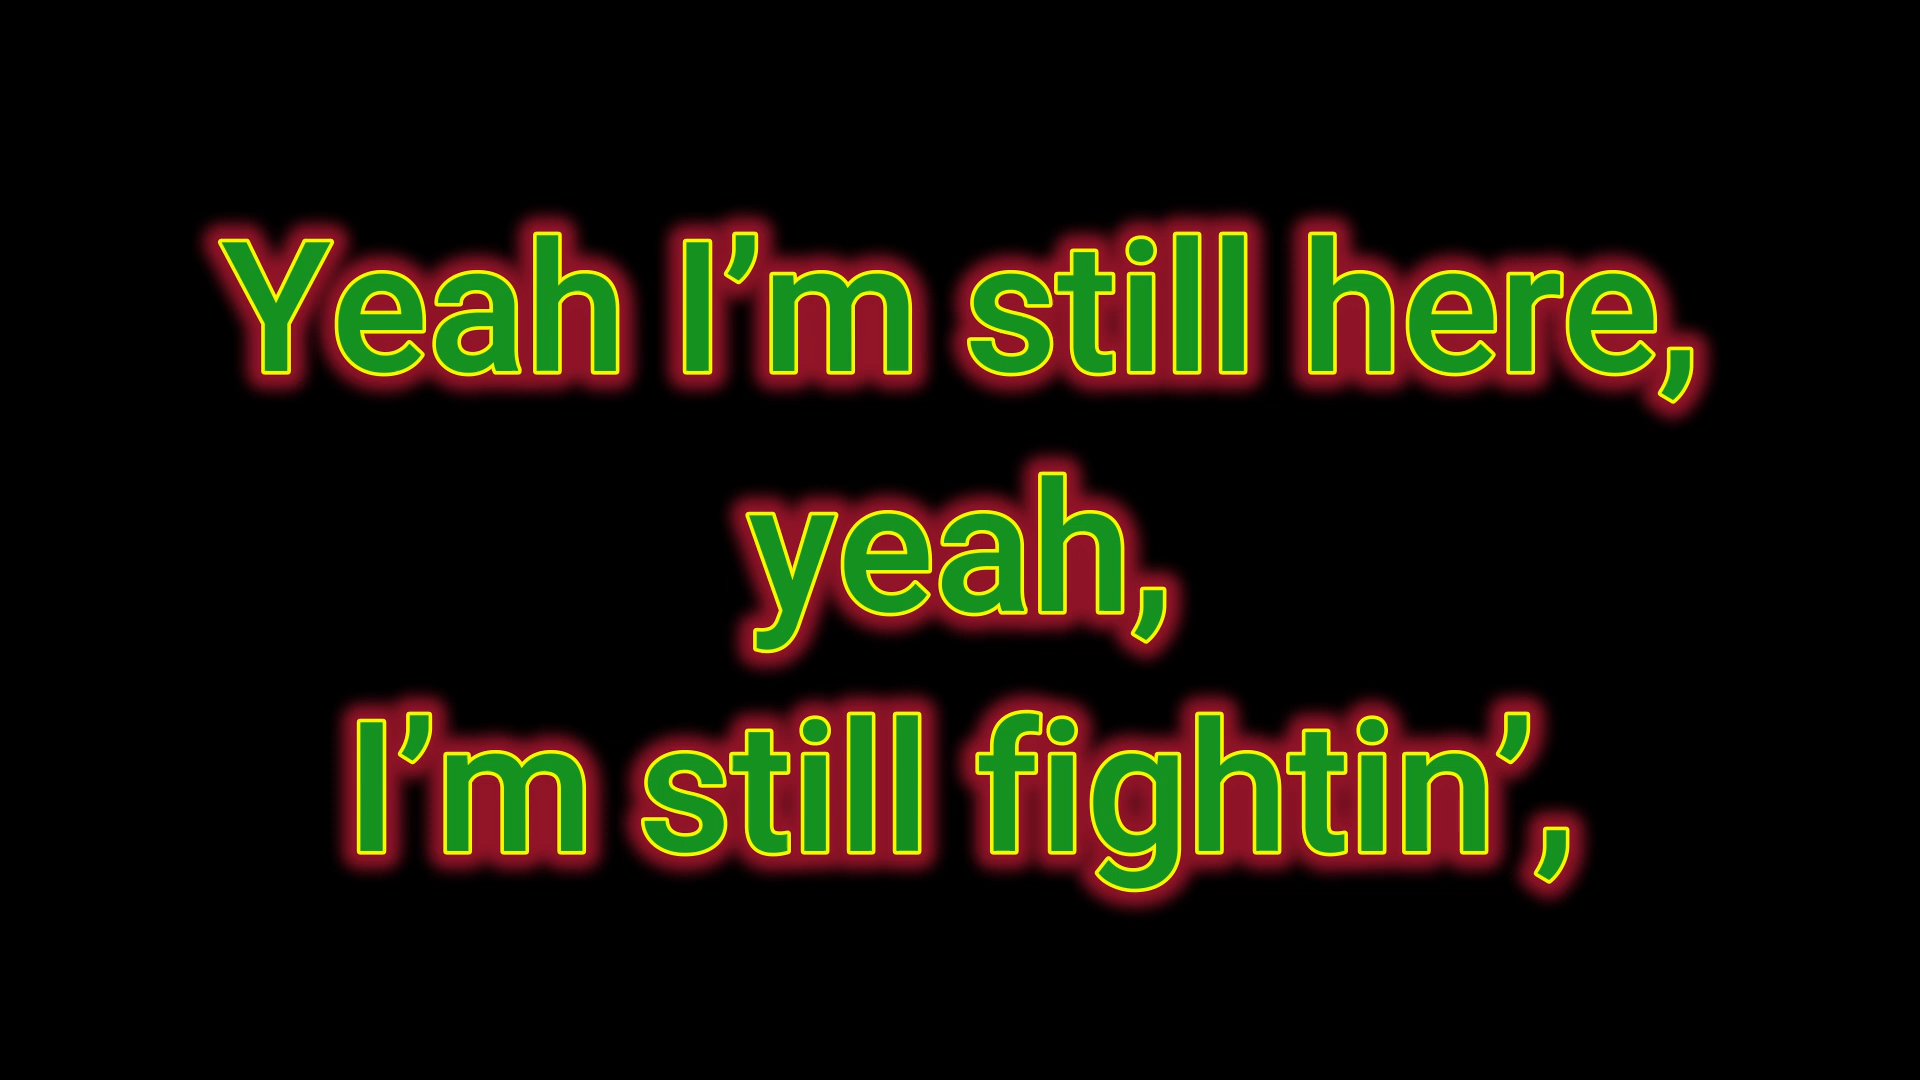 Yeah I’m still here,
yeah,
I’m still fightin’,